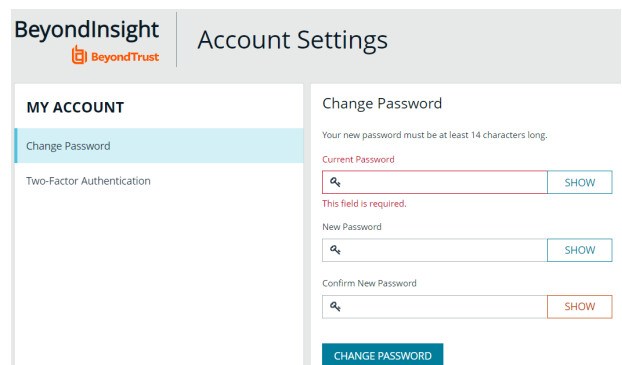 BeyondInsight
BeyondTrust
Account Settings
MY ACCOUNT
Change Password
Two-Factor Authentication
Change Password
Your new password must be at least 14 characters long.
Current Password
SHOW
This field is required.
New Password
SHOW
Confirm New Password
SHOW
CHANGE PASSWORD